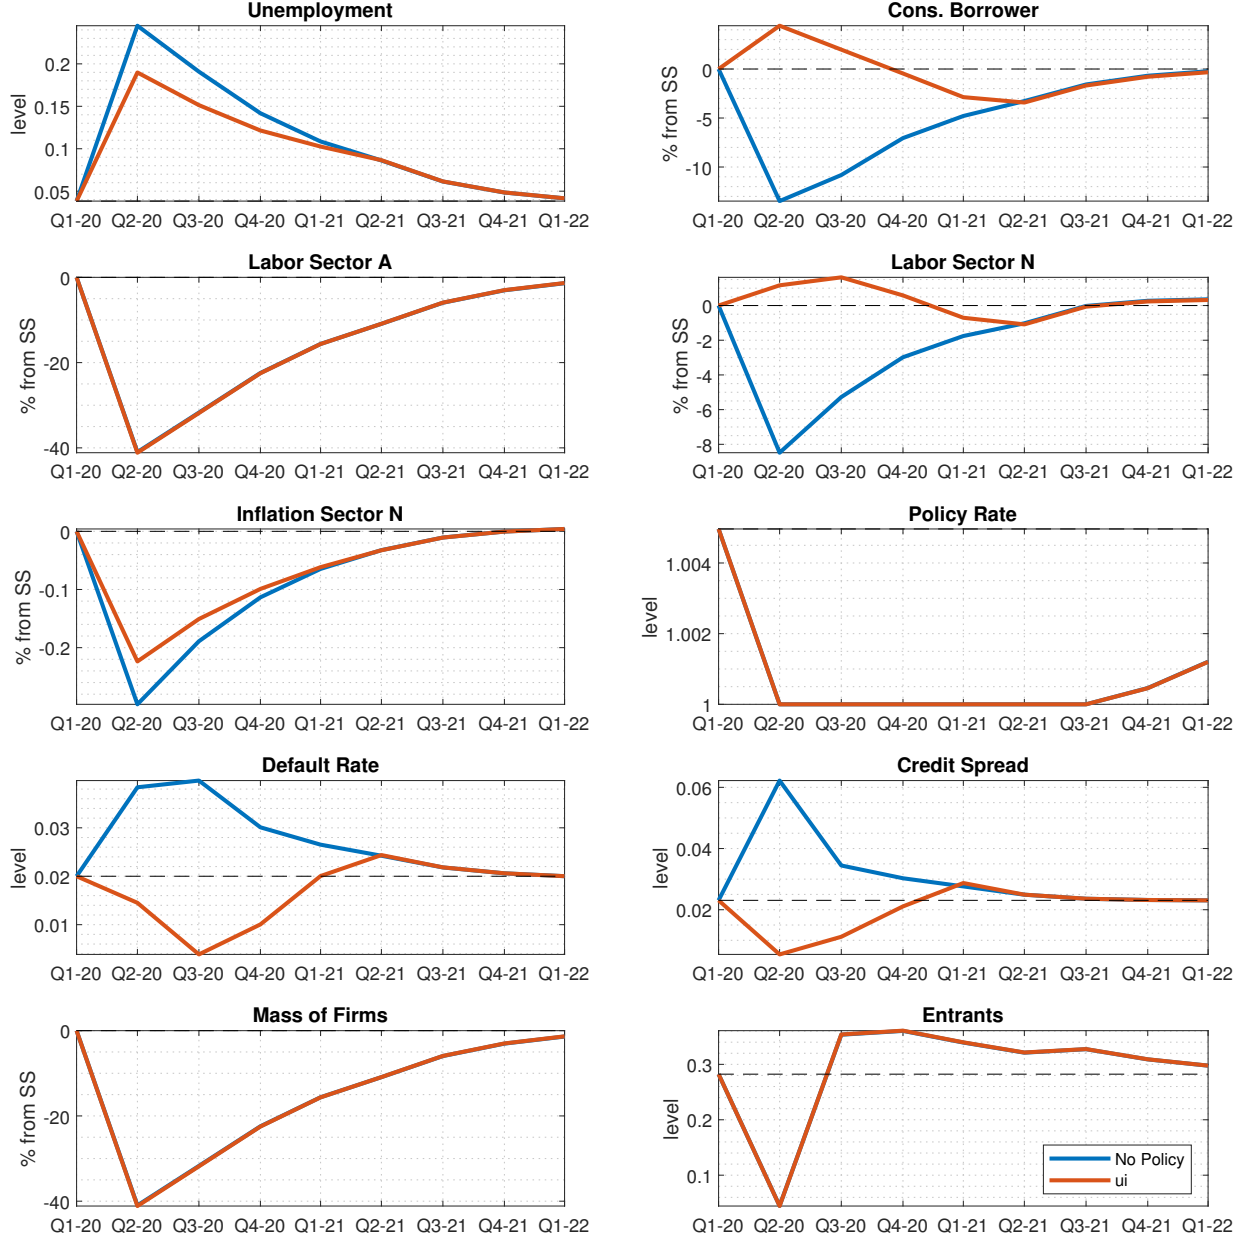 Unemployment
level
0.2
0.15
0.1
0.05
Q1-20 Q2-20 Q3-20 Q4-20 Q1-21 Q2-21 Q3-21 Q4-21 Q1-22
Cons. Borrower
% from SS
0
-5
-10
Q1-20 Q2-20 Q3-20 Q4-20 Q1-21 Q2-21 Q3-21 Q4-21 Q1-22
Labor Sector A
% from SS
0
-20
-40
Q1-20 Q2-20 Q3-20 Q4-20 Q1-21 Q2-21 Q3-21 Q4-21 Q1-22
Labor Sector N
% from SS
0
-2
-4
-6
-8
Q1-20 Q2-20 Q3-20 Q4-20 Q1-21 Q2-21 Q3-21 Q4-21 Q1-22
Inflation Sector N
% from SS
0
-0.1
-0.2
Q1-20 Q2-20 Q3-20 Q4-20 Q1-21 Q2-21 Q3-21 Q4-21 Q1-22
Policy Rate
level
1.004
1.002
1
Q1-20 Q2-20 Q3-20 Q4-20 Q1-21 Q2-21 Q3-21 Q4-21 Q1-22
Default Rate
level
0.03
0.02
0.01
Q1-20 Q2-20 Q3-20 Q4-20 Q1-21 Q2-21 Q3-21 Q4-21 Q1-22
Credit Spread
level
0.06
0.04
0.02
Q1-20 Q2-20 Q3-20 Q4-20 Q1-21 Q2-21 Q3-21 Q4-21 Q1-22
Mass of Firms
% from SS
0
-20
-40
Q1-20 Q2-20 Q3-20 Q4-20 Q1-21 Q2-21 Q3-21 Q4-21 Q1-22
Entrants
level
0.3
0.2
0.1
No Policy
ui
Q1-20 Q2-20 Q3-20 Q4-20 Q1-21 Q2-21 Q3-21 Q4-21 Q1-22